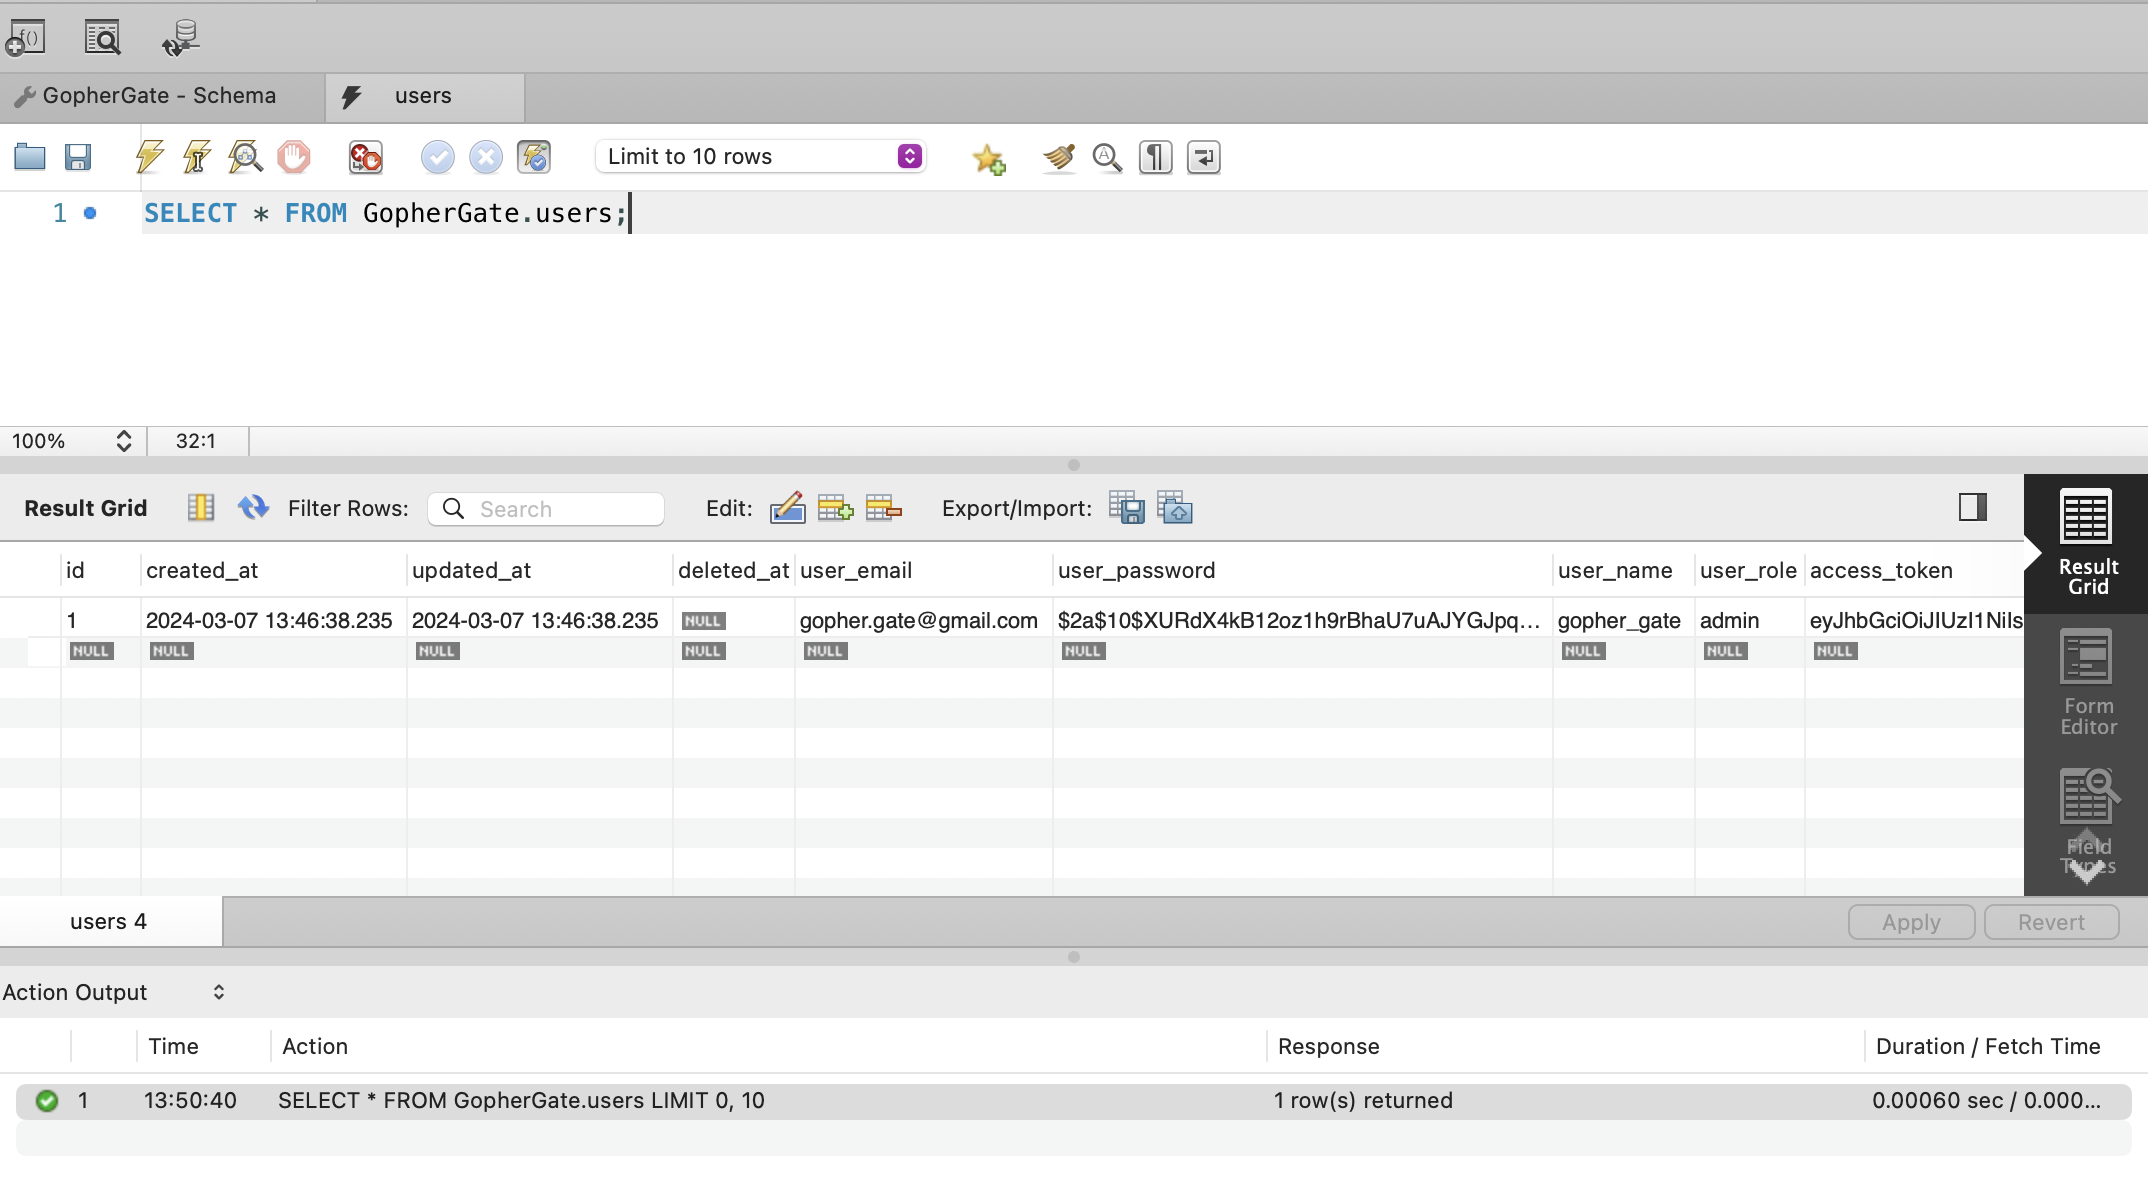 GopherGate - Schema users
Limit to 10 rows
1 SELECT * FROM GopherGate.users;
100% 32:1
Result Grid Filter Rows: Search Edit: Export/Import:
id created_at updated_at deleted_at user_email user_password user_name user_role access_token
1 2024-03-07 13:46:38.235 2024-03-07 13:46:38.235 NULL gopher.gate@gmail.com $2a$10$XURdX4kB12oz1h9rBhaU7uAJYGJpq... gopher_gate admin eyJhbGciOiJIUzI1NiIs
NULL NULL NULL NULL NULL NULL NULL NULL NULL
Result
Grid
Form
Editor
Field
Types
users 4 Apply Revert
Action Output
Time Action Response Duration / Fetch Time
1 13:50:40 SELECT * FROM GopherGate.users LIMIT 0, 10 1 row(s) returned 0.00060 sec / 0.000...